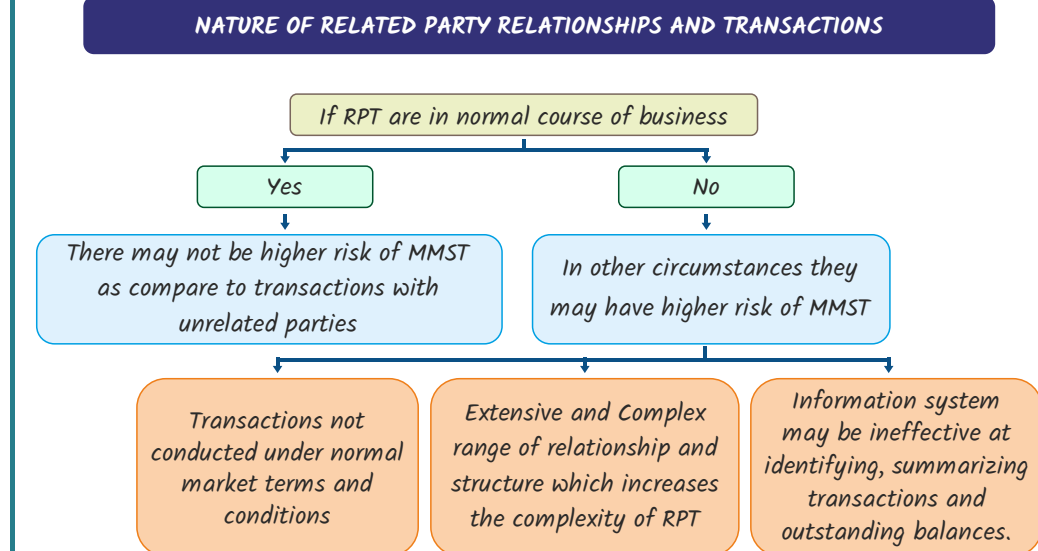 NATURE OF RELATED PARTY RELATIONSHIPS AND TRANSACTIONS
If RPT are in normal course of business
Yes
No
There may not be higher risk of MMST
as compare to transactions with
unrelated parties
In other circumstances they
may have higher risk of MMST
Transactions not
conducted under normal
market terms and
conditions
Extensive and Complex
range of relationship and
structure which increases
the complexity of RPT
Information system
may be ineffective at
identifying, summarizing
transactions and
outstanding balances.